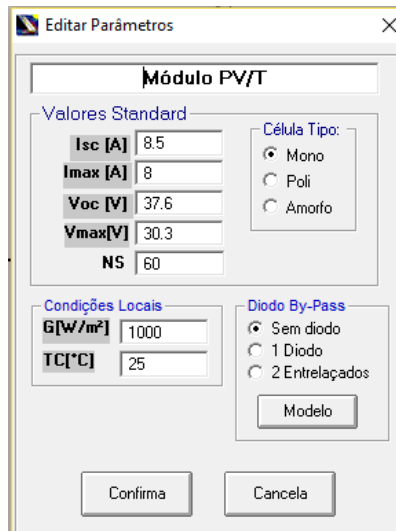 Editar Parâmetros
Módulo PV/T
Valores Standard
Isc [A] 8.5
Imax [A] 8
Voc [V] 37.6
Vmax[V] 30.3
NS 60
Célula Tipo:
Mono
Poli
Amorfo
Condições Locais
G[W/m²] 1000
TC[°C] 25
Diodo By-Pass
Sem diodo
1 Diodo
2 Entrelaçados
Modelo
Confirma
Cancela